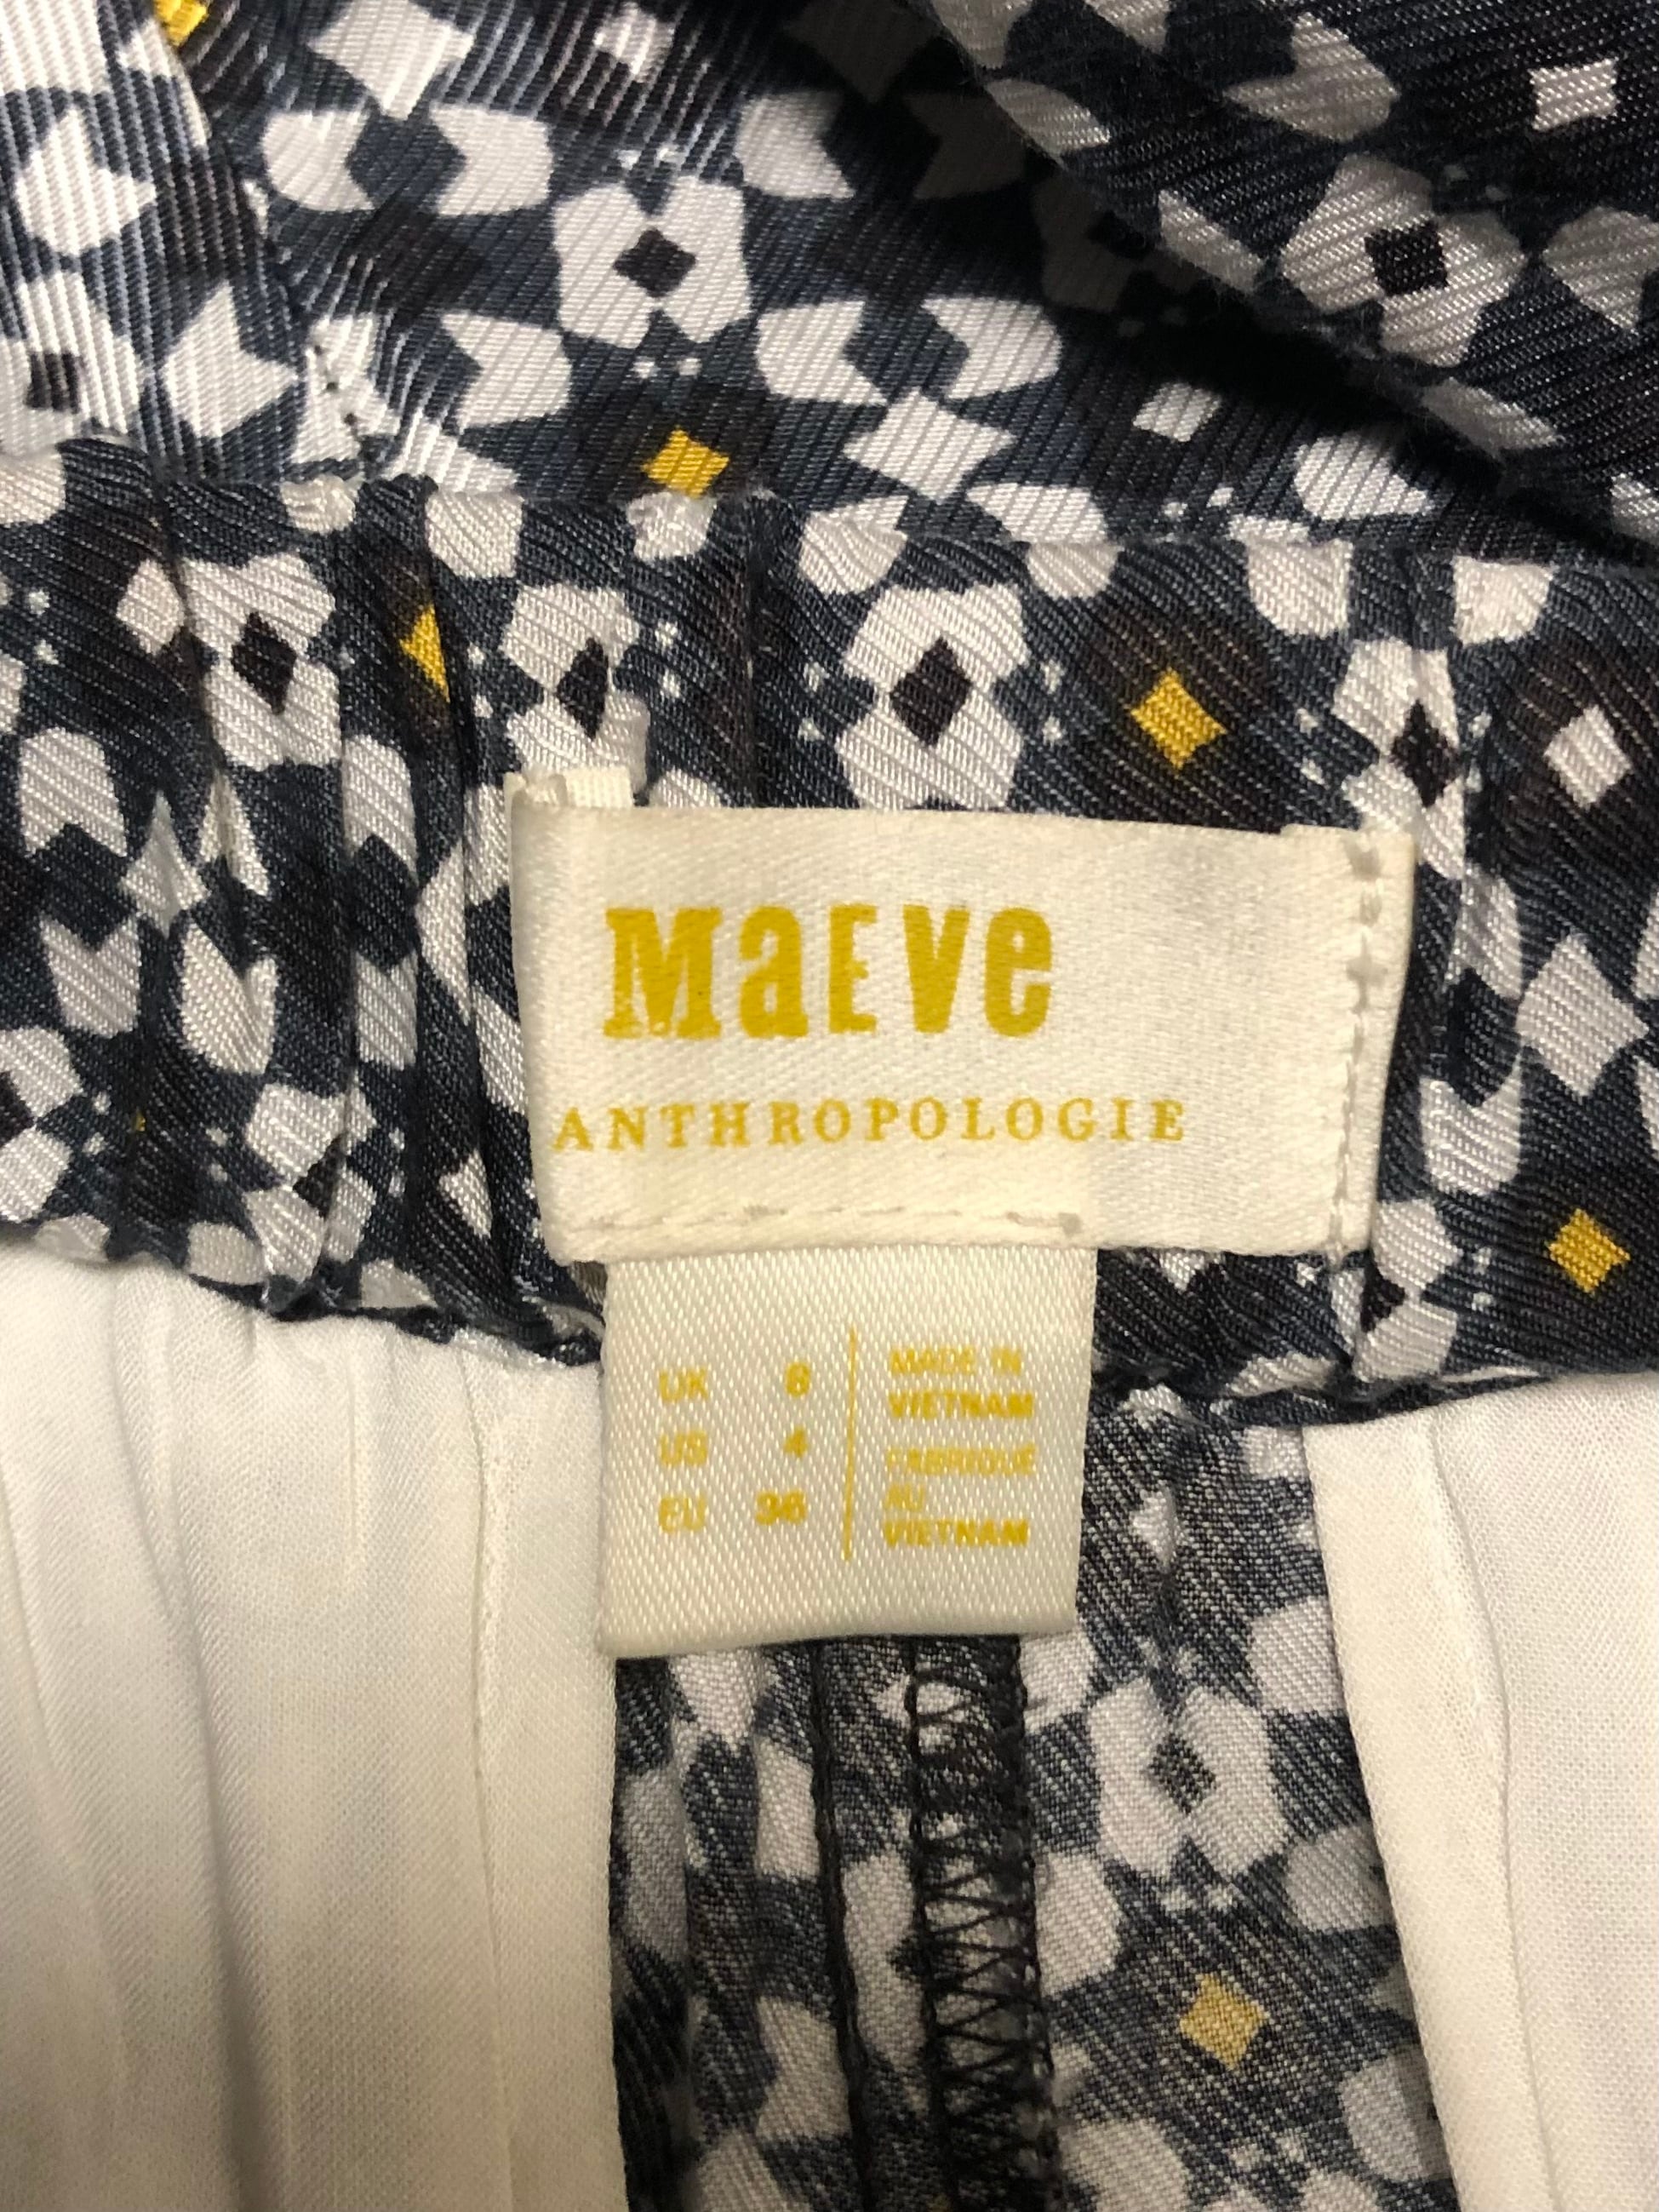 MaEve
ANTHROPOLOGIE
UK 8
US 4
EU 36
MADE IN
VIETNAM
FABRIQUÉ
AU
VIETNAM